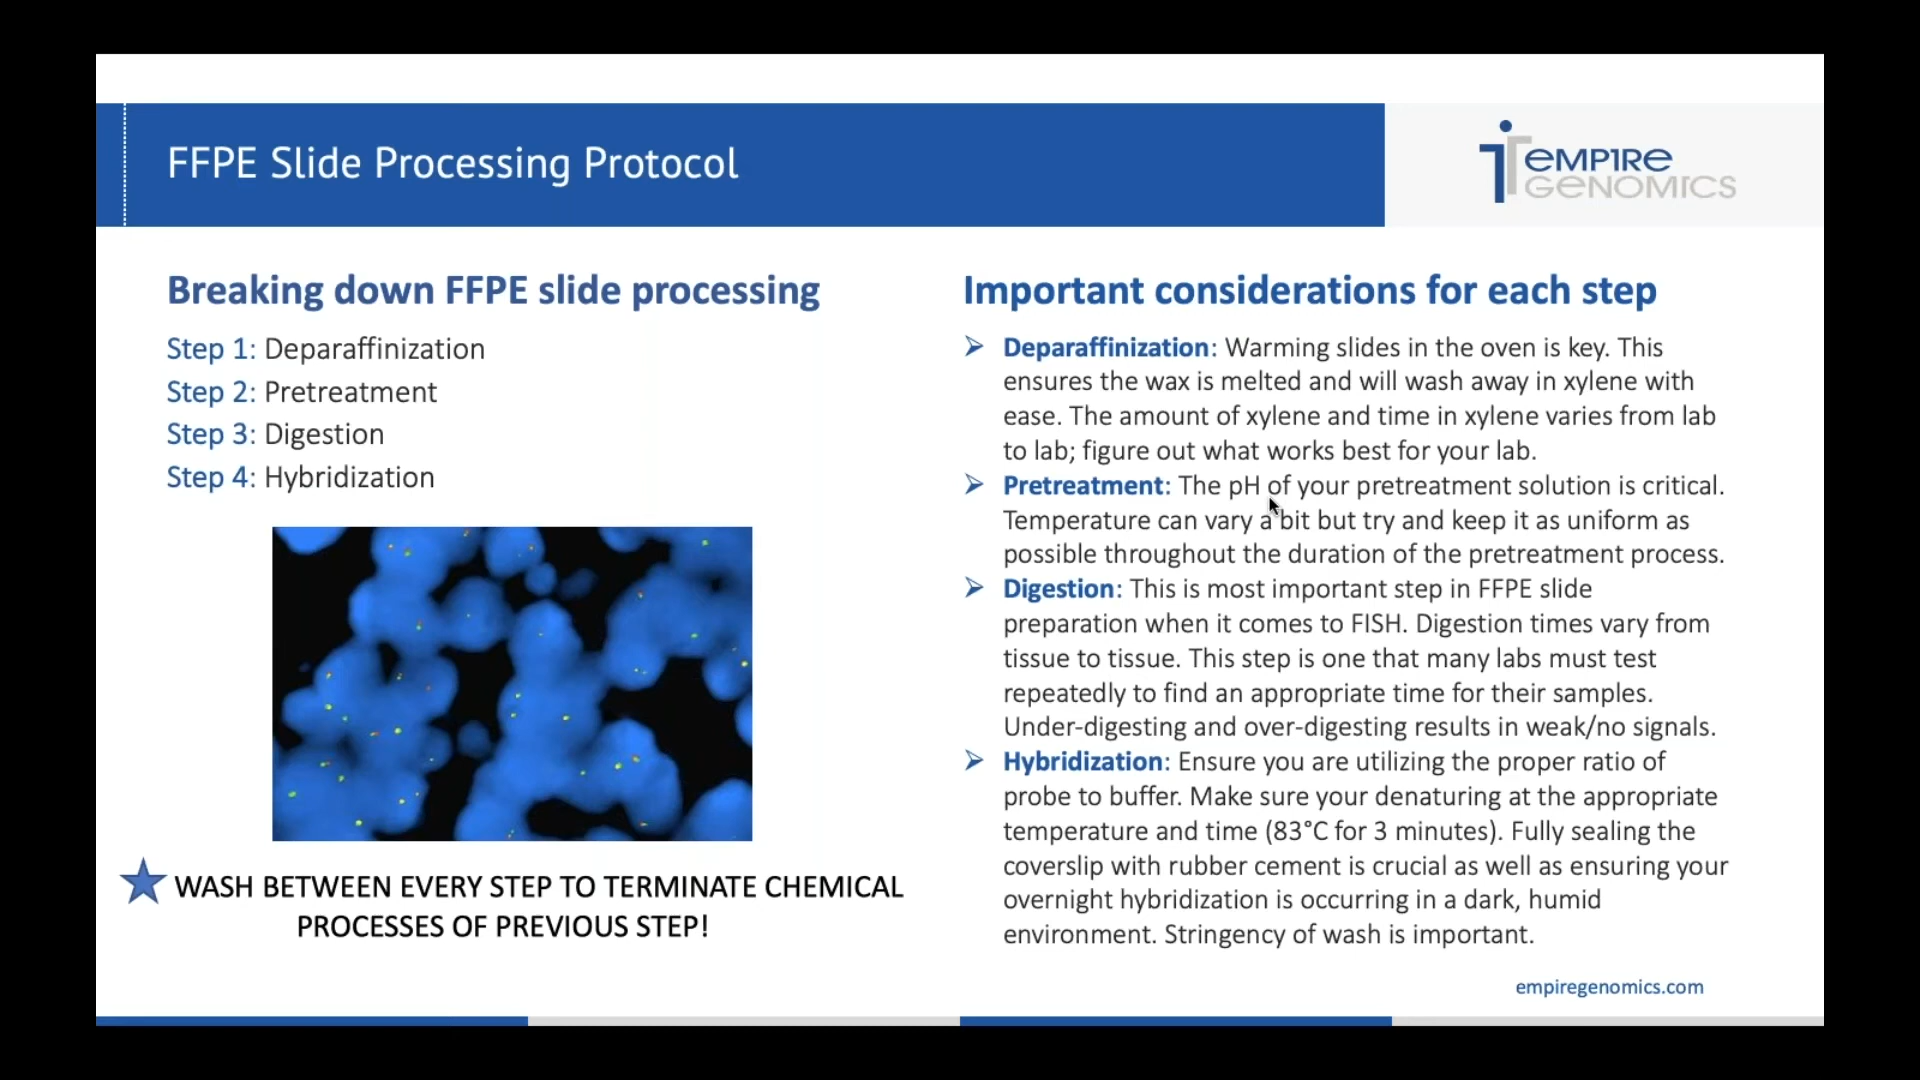 FFPE Slide Processing Protocol
EMPIRE
GENOMICS
Breaking down FFPE slide processing
Step 1: Deparaffinization
Step 2: Pretreatment
Step 3: Digestion
Step 4: Hybridization
WASH BETWEEN EVERY STEP TO TERMINATE CHEMICAL
PROCESSES OF PREVIOUS STEP!
Important considerations for each step
➢ Deparaffinization: Warming slides in the oven is key. This
ensures the wax is melted and will wash away in xylene with
ease. The amount of xylene and time in xylene varies from lab
to lab; figure out what works best for your lab.
➢ Pretreatment: The pH of your pretreatment solution is critical.
Temperature can vary a bit but try and keep it as uniform as
possible throughout the duration of the pretreatment process.
➢ Digestion: This is most important step in FFPE slide
preparation when it comes to FISH. Digestion times vary from
tissue to tissue. This step is one that many labs must test
repeatedly to find an appropriate time for their samples.
Under-digesting and over-digesting results in weak/no signals.
➢ Hybridization: Ensure you are utilizing the proper ratio of
probe to buffer. Make sure your denaturing at the appropriate
temperature and time (83°C for 3 minutes). Fully sealing the
coverslip with rubber cement is crucial as well as ensuring your
overnight hybridization is occurring in a dark, humid
environment. Stringency of wash is important.
empiregenomics.com